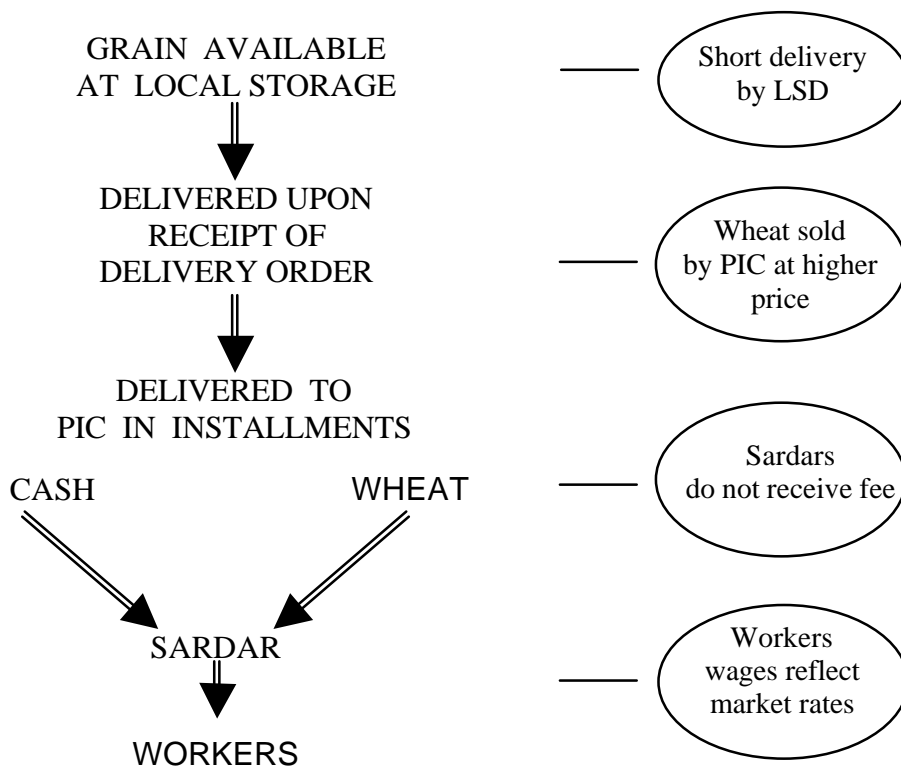 GRAIN AVAILABLE
AT LOCAL STORAGE
Short delivery
by LSD
DELIVERED UPON
RECEIPT OF
DELIVERY ORDER
Wheat sold
by PIC at higher
price
DELIVERED TO
PIC IN INSTALLMENTS
CASH
WHEAT
Sardars
do not receive fee
SARDAR
Workers
wages reflect
market rates
WORKERS